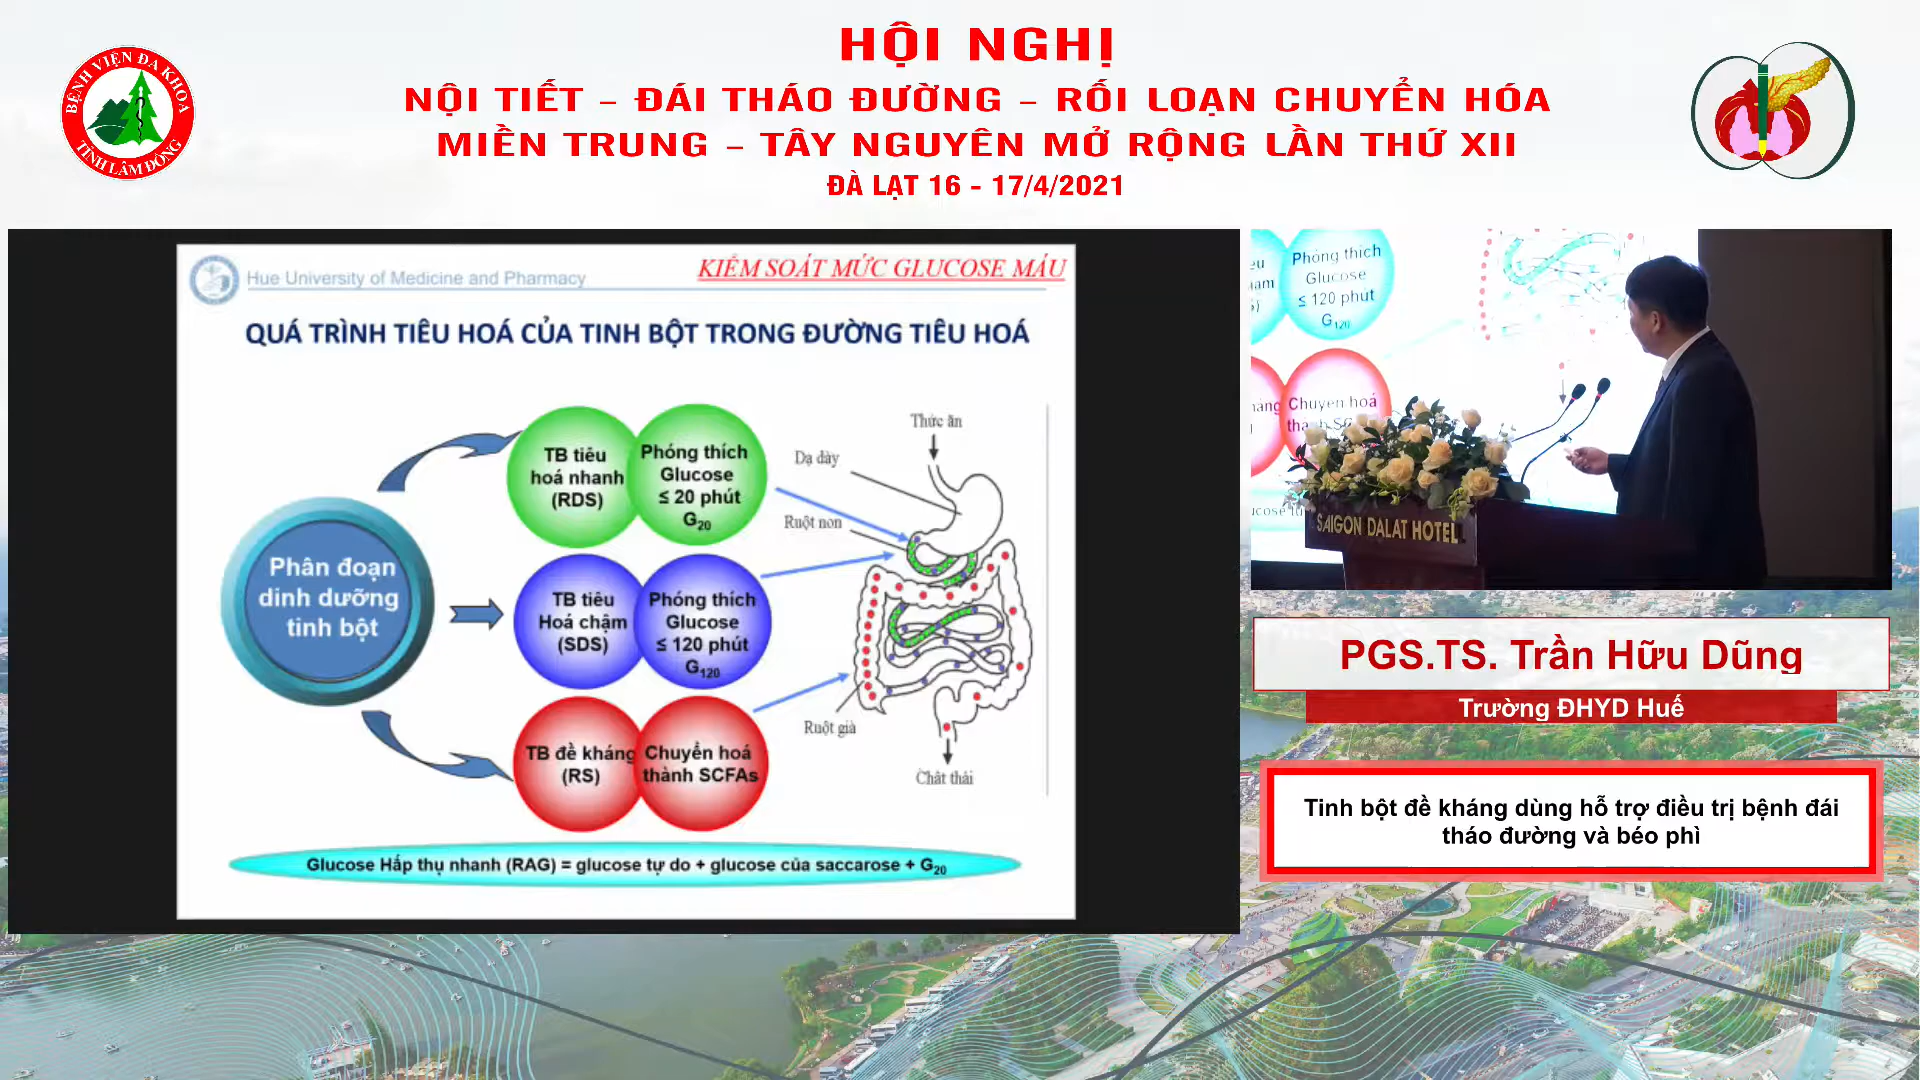 HỘI NGHỊ
NỘI TIẾT – ĐÁI THÁO ĐƯỜNG – RỐI LOẠN CHUYỂN HÓA
MIỀN TRUNG – TÂY NGUYÊN MỞ RỘNG LẦN THỨ XII
ĐÀ LẠT 16 - 17/4/2021
BỆNH VIỆN ĐA KHOA
TỈNH LÂM ĐỒNG
Hue University of Medicine and Pharmacy
KIỂM SOÁT MỨC GLUCOSE MÁU
QUÁ TRÌNH TIÊU HOÁ CỦA TINH BỘT TRONG ĐƯỜNG TIÊU HOÁ
Phân đoạn
dinh dưỡng
tinh bột
TB tiêu
hoá nhanh
(RDS)
Phóng thích
Glucose
≤ 20 phút
G20
TB tiêu
Hoá chậm
(SDS)
Phóng thích
Glucose
≤ 120 phút
G120
TB đề kháng
(RS)
Chuyển hoá
thành SCFAs
Thức ăn
Dạ dày
Ruột non
Ruột già
Chât thải
Glucose Hấp thụ nhanh (RAG) = glucose tự do + glucose của saccarose + G20
Phóng thích
Glucose
≤ 120 phút
G120
Chuyển hoá
SAIGON DALAT HOTEL
PGS.TS. Trần Hữu Dũng
Trường ĐHYD Huế
Tinh bột đề kháng dùng hỗ trợ điều trị bệnh đái
tháo đường và béo phì